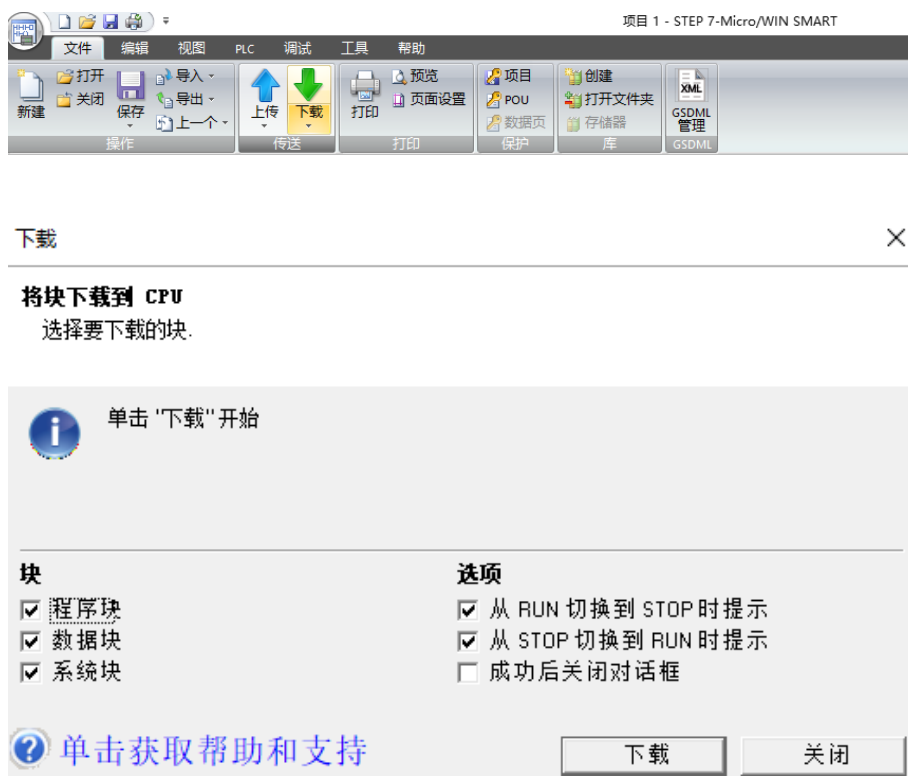 项目 1 - STEP 7-Micro/WIN SMART
文件 编辑 视图 PLC 调试 工具 帮助
新建 打开 关闭 保存 导入 导出 上一个
操作
上传 下载
传送
打印 预览 页面设置
打印
项目 POU 数据页
保护
创建 打开文件夹 存储器
库
XML GSDML 管理
GSDML
下载
将块下载到 CPU
选择要下载的块.
单击 "下载" 开始
块
程序块
数据块
系统块
选项
从 RUN 切换到 STOP 时提示
从 STOP 切换到 RUN 时提示
成功后关闭对话框
单击获取帮助和支持
下载 关闭